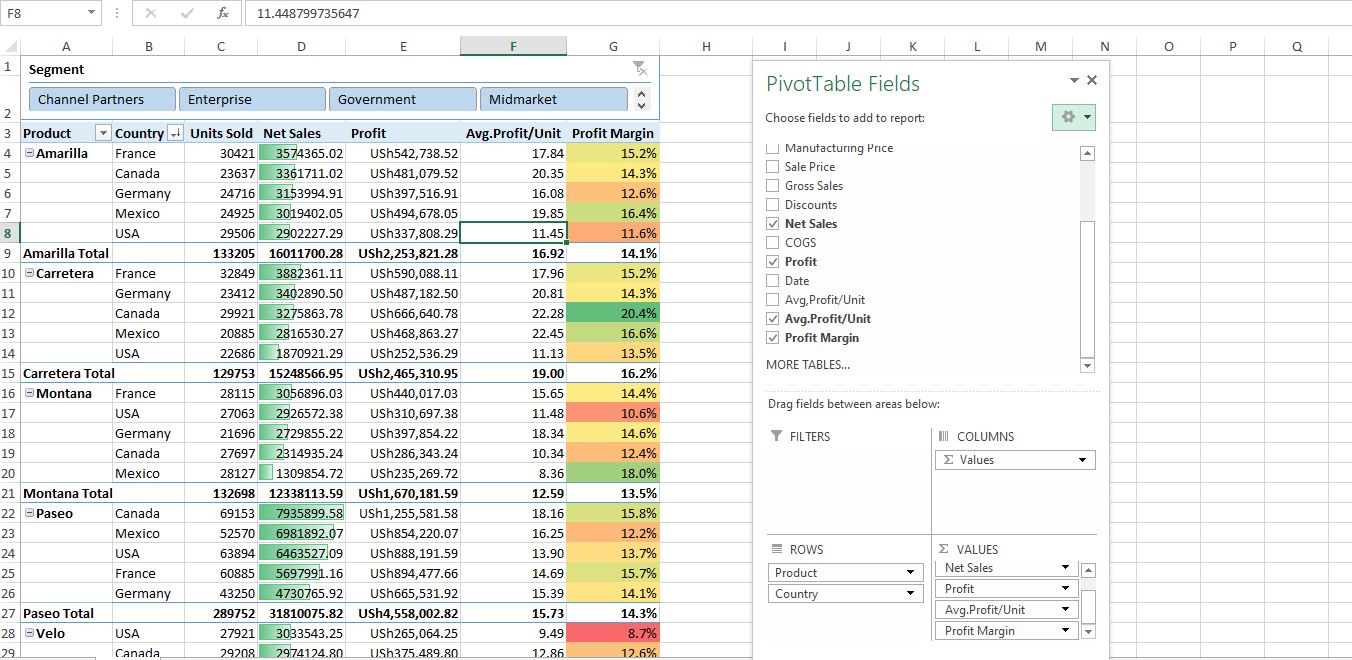 F8 fx 11.448799735647
A B C D E F G H I J K L M N O P Q
1 Segment
2 Channel Partners Enterprise Government Midmarket
3 Product Country Units Sold Net Sales Profit Avg.Profit/Unit Profit Margin
4 Amarilla France 30421 3574365.02 USh542,738.52 17.84 15.2%
5 Canada 23637 3361711.02 USh481,079.52 20.35 14.3%
6 Germany 24716 3153994.91 USh397,516.91 16.08 12.6%
7 Mexico 24925 3019402.05 USh494,678.05 19.85 16.4%
8 USA 29506 2902227.29 USh337,808.29 11.45 11.6%
9 Amarilla Total 133205 16011700.28 USh2,253,821.28 16.92 14.1%
10 Carretera France 32849 3882361.11 USh590,088.11 17.96 15.2%
11 Germany 23412 3402890.50 USh487,182.50 20.81 14.3%
12 Canada 29921 3275863.78 USh666,640.78 22.28 20.4%
13 Mexico 20885 2816530.27 USh468,863.27 22.45 16.6%
14 USA 22686 1870921.29 USh252,536.29 11.13 13.5%
15 Carretera Total 129753 15248566.95 USh2,465,310.95 19.00 16.2%
16 Montana France 28115 3056896.03 USh440,017.03 15.65 14.4%
17 USA 27063 2926572.38 USh310,697.38 11.48 10.6%
18 Germany 21696 2729855.22 USh397,854.22 18.34 14.6%
19 Canada 27697 2314935.24 USh286,343.24 10.34 12.4%
20 Mexico 28127 1309854.72 USh235,269.72 8.36 18.0%
21 Montana Total 132698 12338113.59 USh1,670,181.59 12.59 13.5%
22 Paseo Canada 69153 7935899.58 USh1,255,581.58 18.16 15.8%
23 Mexico 52570 6981892.07 USh854,220.07 16.25 12.2%
24 USA 63894 6463527.09 USh888,191.59 13.90 13.7%
25 France 60885 5697991.16 USh894,477.66 14.69 15.7%
26 Germany 43250 4730765.92 USh665,531.92 15.39 14.1%
27 Paseo Total 289752 31810075.82 USh4,558,002.82 15.73 14.3%
28 Velo USA 27921 3033543.25 USh265,064.25 9.49 8.7%
29 Canada 29208 2974124.80 USh375,489.80 12.86 12.6%
PivotTable Fields
Choose fields to add to report:
Manufacturing Price
Sale Price
Gross Sales
Discounts
Net Sales
COGS
Profit
Date
Avg,Profit/Unit
Avg.Profit/Unit
Profit Margin
MORE TABLES...
Drag fields between areas below:
FILTERS
COLUMNS
Σ Values
ROWS
Product
Country
Σ VALUES
Net Sales
Profit
Avg.Profit/Unit
Profit Margin